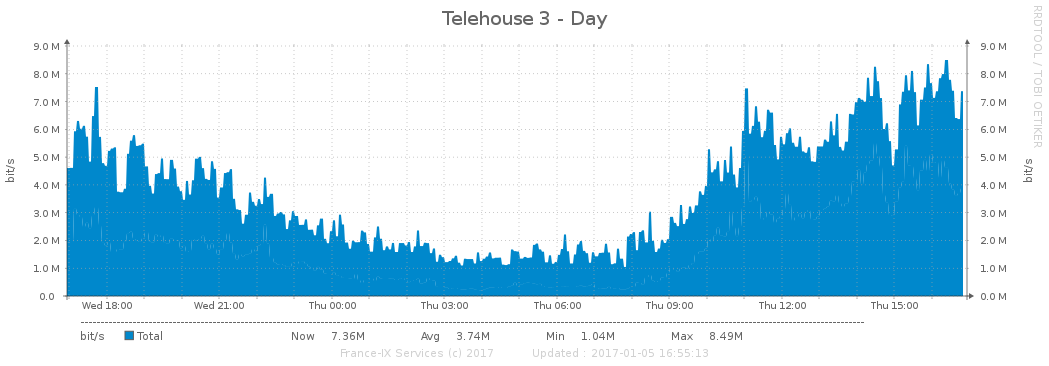 Telehouse 3 - Day
RRDTOOL / TOBI OETIKER
9.0 M 9.0 M
8.0 M 8.0 M
7.0 M 7.0 M
6.0 M 6.0 M
5.0 M 5.0 M
4.0 M 4.0 M
3.0 M 3.0 M
2.0 M 2.0 M
1.0 M 1.0 M
0.0 0.0 M
bit/s bit/s
Wed 18:00 Wed 21:00 Thu 00:00 Thu 03:00 Thu 06:00 Thu 09:00 Thu 12:00 Thu 15:00
bit/s Total Now 7.36M Avg 3.74M Min 1.04M Max 8.49M
France-IX Services (c) 2017 Updated : 2017-01-05 16:55:13